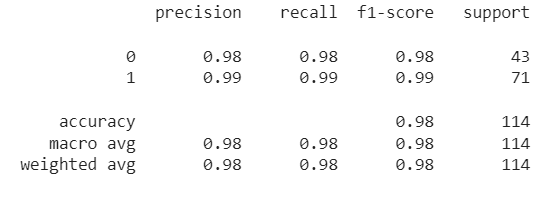 precision recall f1-score support
0 0.98 0.98 0.98 43
1 0.99 0.99 0.99 71
accuracy 0.98 114
macro avg 0.98 0.98 0.98 114
weighted avg 0.98 0.98 0.98 114